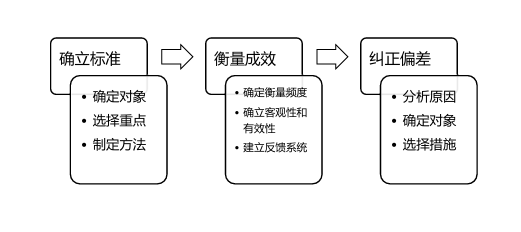 确立标准
• 确定对象
• 选择重点
• 制定方法
衡量成效
• 确定衡量频度
• 确立客观性和
有效性
• 建立反馈系统
纠正偏差
• 分析原因
• 确定对象
• 选择措施